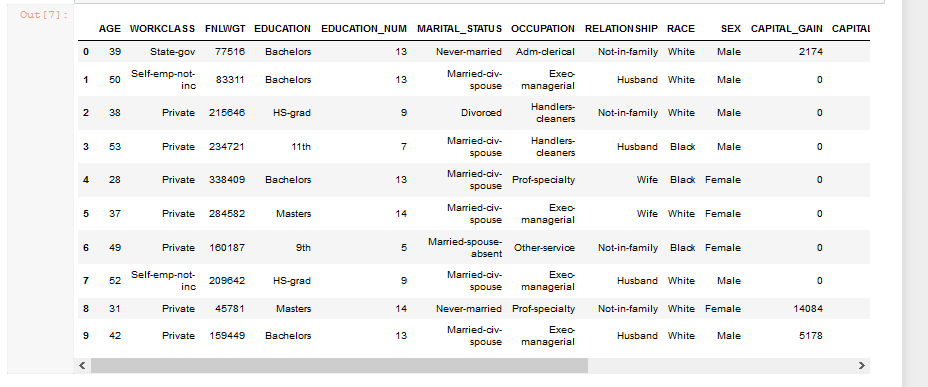 Out[7]:
AGE WORKCLASS FNLWGT EDUCATION EDUCATION_NUM MARITAL_STATUS OCCUPATION RELATIONSHIP RACE SEX CAPITAL_GAIN CAPITAL
0 39 State-gov 77516 Bachelors 13 Never-married Adm-clerical Not-in-family White Male 2174
1 50 Self-emp-not-inc 83311 Bachelors 13 Married-civ-spouse Exec-managerial Husband White Male 0
2 38 Private 215646 HS-grad 9 Divorced Handlers-cleaners Not-in-family White Male 0
3 53 Private 234721 11th 7 Married-civ-spouse Handlers-cleaners Husband Black Male 0
4 28 Private 338409 Bachelors 13 Married-civ-spouse Prof-specialty Wife Black Female 0
5 37 Private 284582 Masters 14 Married-civ-spouse Exec-managerial Wife White Female 0
6 49 Private 160187 9th 5 Married-spouse-absent Other-service Not-in-family Black Female 0
7 52 Self-emp-not-inc 209642 HS-grad 9 Married-civ-spouse Exec-managerial Husband White Male 0
8 31 Private 45781 Masters 14 Never-married Prof-specialty Not-in-family White Female 14084
9 42 Private 159449 Bachelors 13 Married-civ-spouse Exec-managerial Husband White Male 5178